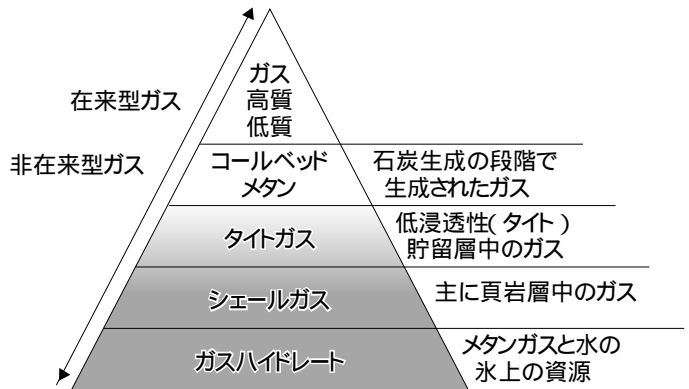 ガス
高質
低質
在来型ガス
非在来型ガス
コールベッド
メタン
石炭生成の段階で
生成されたガス
タイトガス
低浸透性(タイト)
貯留層中のガス
シェールガス
主に頁岩層中のガス
ガスハイドレート
メタンガスと水の
氷上の資源